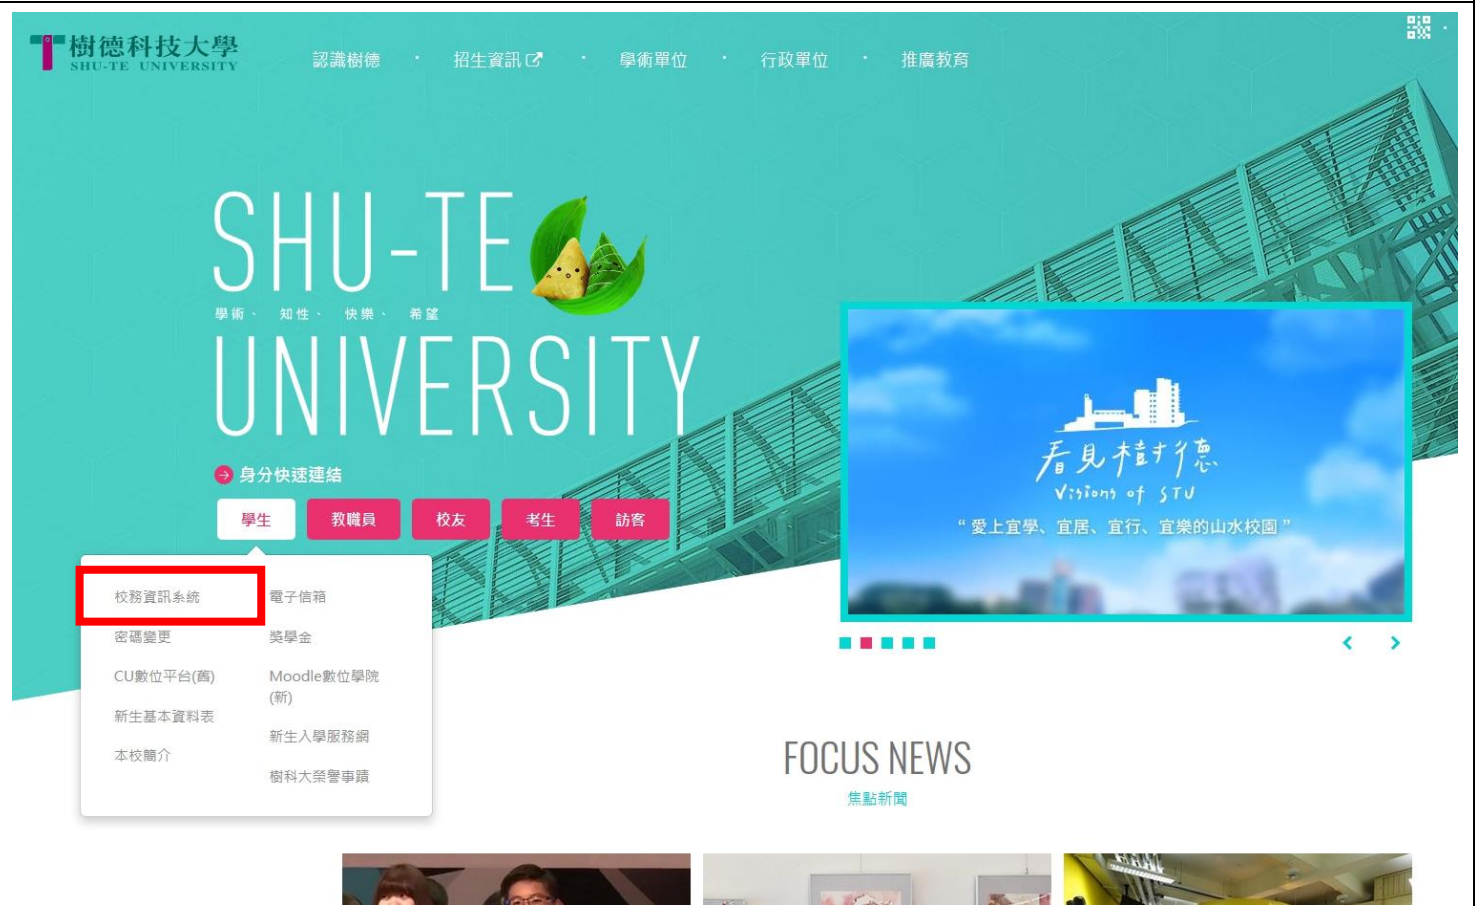 樹德科技大學
SHU-TE UNIVERSITY
認識樹德 · 招生資訊 · 學術單位 · 行政單位 · 推廣教育
SHU-TE
學術、 知性、 快樂、 希望
UNIVERSITY
看見樹德
Visions of STU
“ 愛上宜學、宜居、宜行、宜樂的山水校園 ”
身分快速連結
學生 教職員 校友 考生 訪客
校務資訊系統
密碼變更
CU數位平台(舊)
新生基本資料表
本校簡介
電子信箱
獎學金
Moodle數位學院
(新)
新生入學服務網
樹科大榮譽事蹟
FOCUS NEWS
焦點新聞